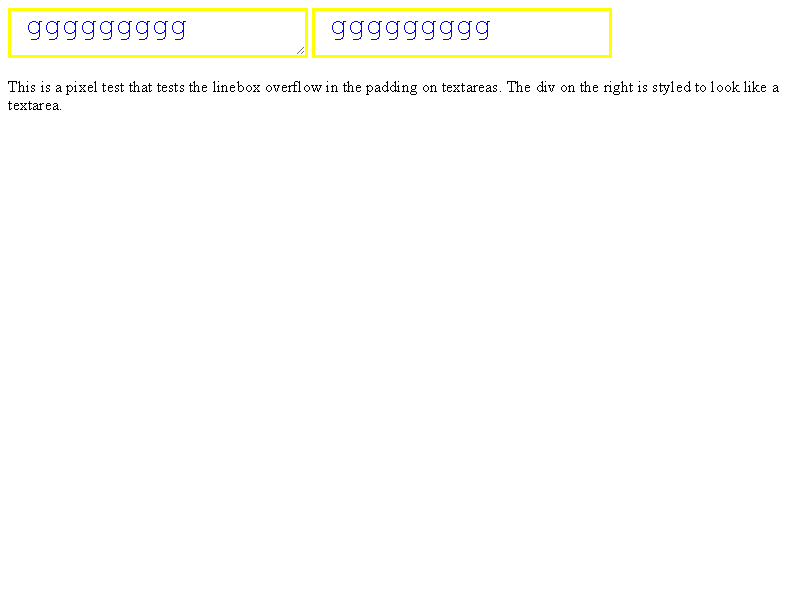 ggggggggg ggggggggg
This is a pixel test that tests the linebox overflow in the padding on textareas. The div on the right is styled to look like a
textarea.